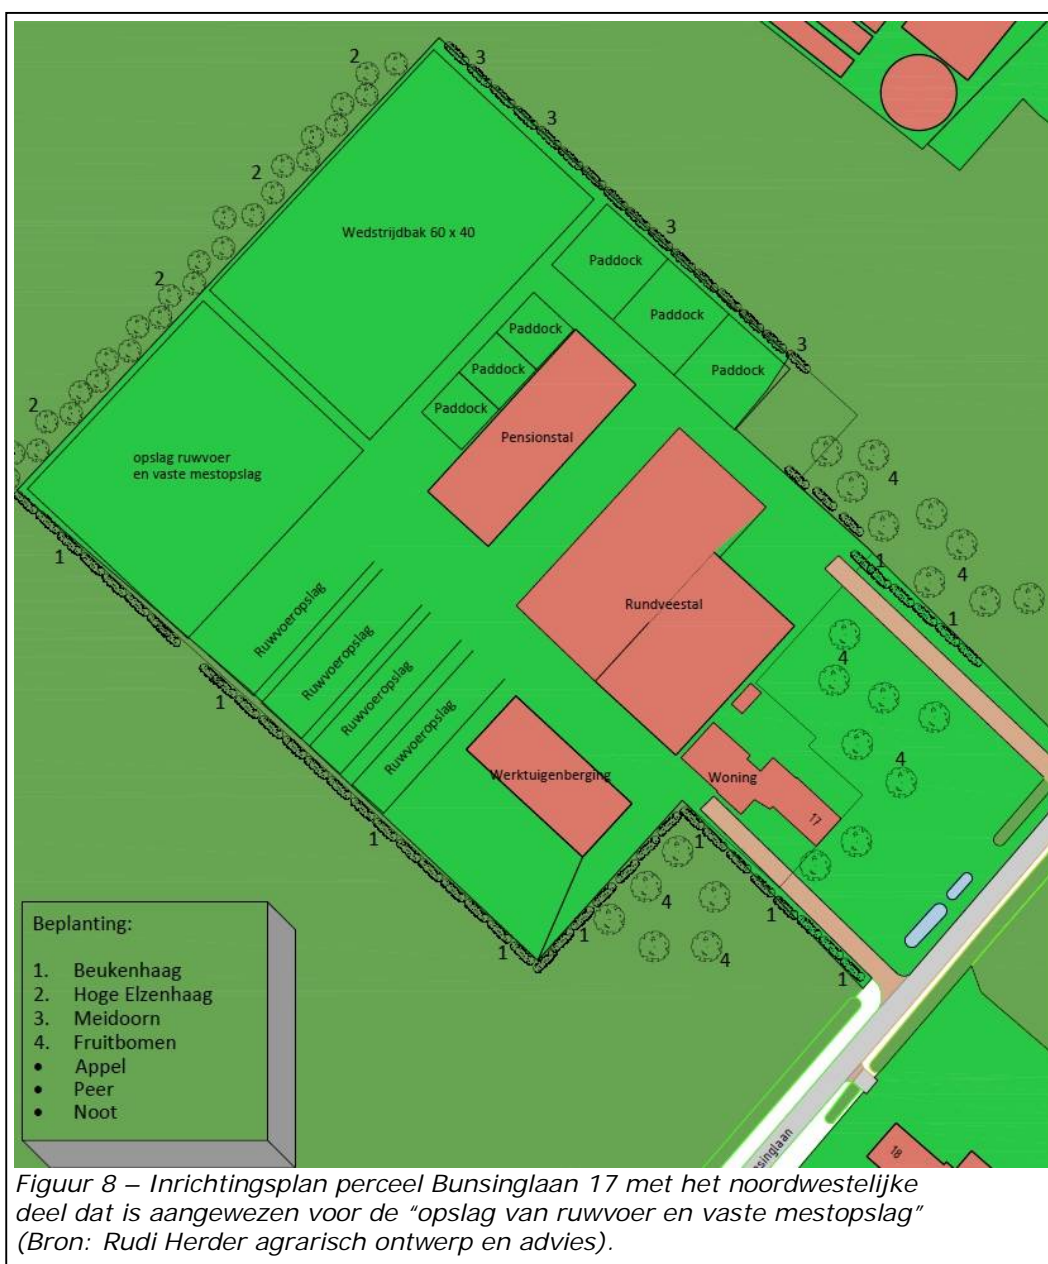 2
3
3
2
Wedstrijdbak 60 x 40
3
Paddock
2
Paddock
Paddock
3
Paddock
Paddock
Paddock
2
Pensionstal
opslag ruwvoer
en vaste mestopslag
4
1
1
4
Ruwvoeropslag
Rundveestal
1
Ruwvoeropslag
4
Ruwvoeropslag
1
Ruwvoeropslag
4
Werktuigenberging
Woning
17
1
1
4
1
1
1
4
1
Beplanting:
1. Beukenhaag
2. Hoge Elzenhaag
3. Meidoorn
4. Fruitbomen
• Appel
• Peer
• Noot
18
Figuur 8 – Inrichtingsplan perceel Bunsinglaan 17 met het noordwestelijke
deel dat is aangewezen voor de “opslag van ruwvoer en vaste mestopslag”
(Bron: Rudi Herder agrarisch ontwerp en advies).